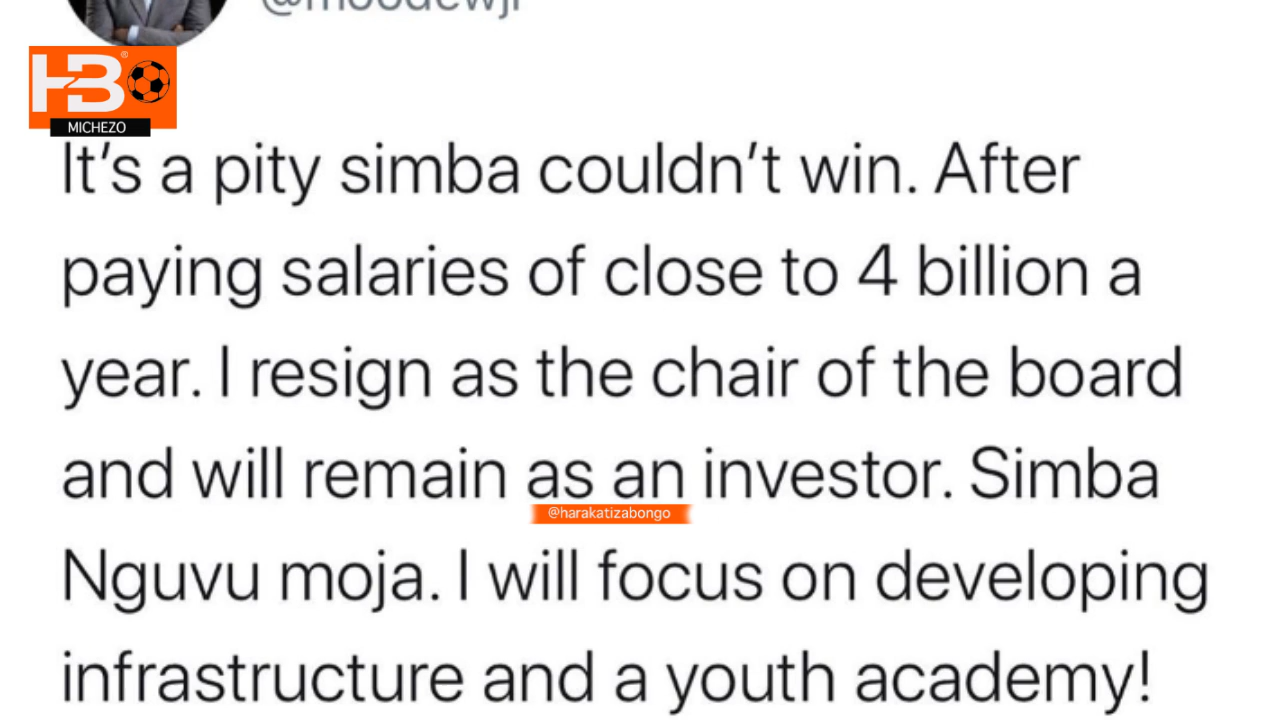 @moodewji
HBO
MICHEZO
It's a pity simba couldn't win. After
paying salaries of close to 4 billion a
year. I resign as the chair of the board
and will remain as an investor. Simba
@harakatizabongo
Nguvu moja. I will focus on developing
infrastructure and a youth academy!